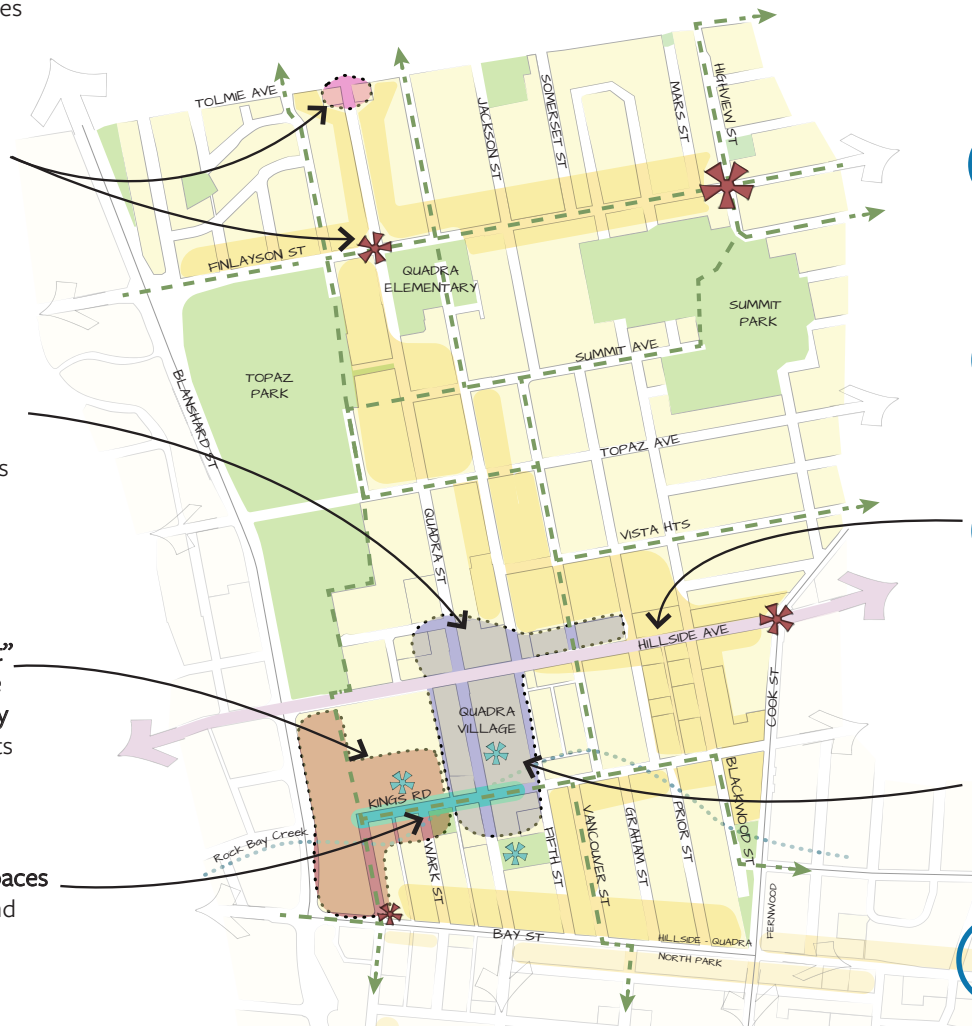 es
TOLMIE AVE
JACKSON ST
SOMERSET ST
MARS ST
HIGHVIEW ST
FINLAYSON ST
QUADRA
ELEMENTARY
SUMMIT
PARK
SUMMIT AVE
TOPAZ
PARK
BLANSHARD ST
TOPAZ AVE
s
QUADRA ST
VISTA HTS
HILLSIDE AVE
”
e
y
ts
COOK ST
QUADRA
VILLAGE
KINGS RD
BLACKWOOD ST
Rock Bay Creek
WARK ST
FIFTH ST
VANCOUVER ST
GRAHAM ST
PRIOR ST
paces
nd
FERNWOOD
BAY ST
HILLSIDE - QUADRA
NORTH PARK